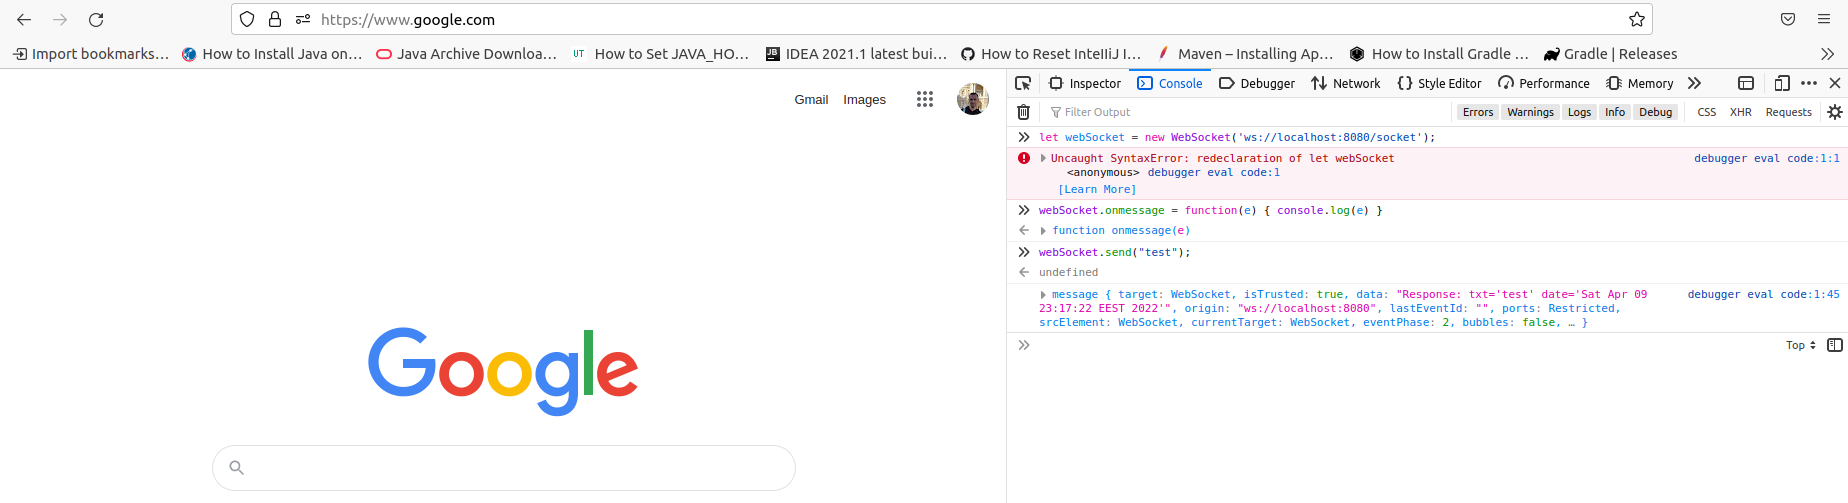 https://www.google.com
Import bookmarks... How to Install Java on... Java Archive Downloa... UT How to Set JAVA_HO... JB IDEA 2021.1 latest bui... How to Reset IntelliJ I... Maven – Installing Ap... How to Install Gradle ... Gradle | Releases
Gmail Images
Inspector Console Debugger Network Style Editor Performance Memory
Filter Output Errors Warnings Logs Info Debug CSS XHR Requests
let webSocket = new WebSocket('ws://localhost:8080/socket');
Uncaught SyntaxError: redeclaration of let webSocket debugger eval code:1:1
<anonymous> debugger eval code:1
[Learn More]
webSocket.onmessage = function(e) { console.log(e) }
function onmessage(e)
webSocket.send("test");
undefined
message { target: WebSocket, isTrusted: true, data: "Response: txt='test' date='Sat Apr 09 debugger eval code:1:45
23:17:22 EEST 2022'", origin: "ws://localhost:8080", lastEventId: "", ports: Restricted,
srcElement: WebSocket, currentTarget: WebSocket, eventPhase: 2, bubbles: false, … }
Top
Google